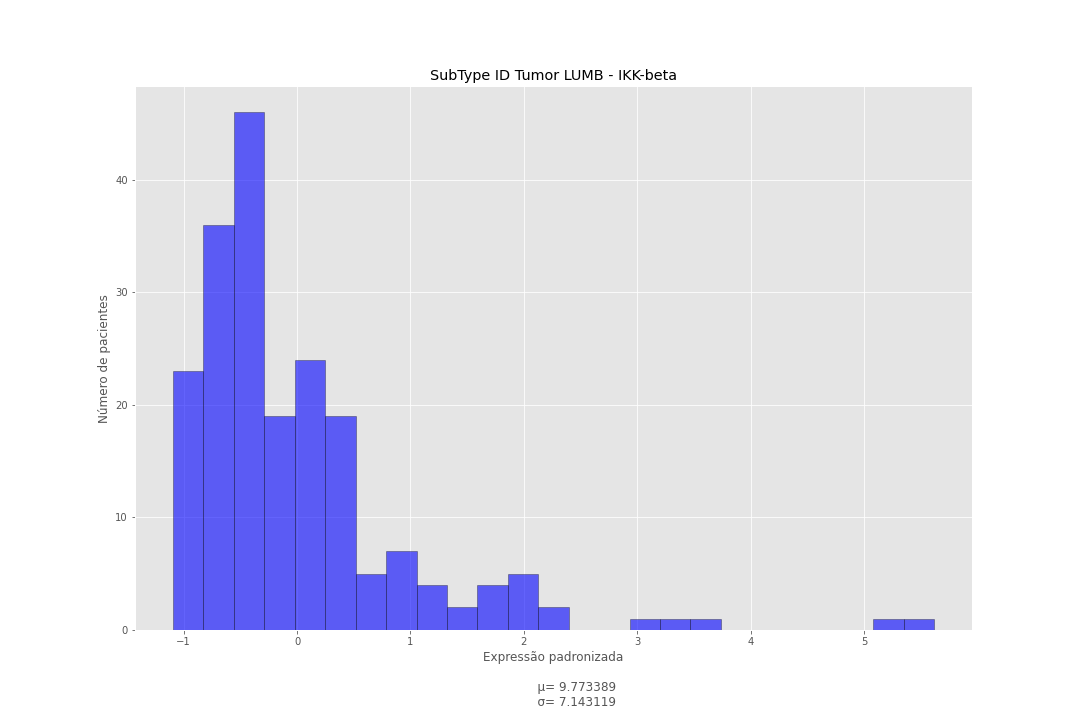 SubType ID Tumor LUMB - IKK-beta
Número de pacientes
40
30
20
10
0
−1
0
1
2
3
4
5
Expressão padronizada
μ= 9.773389
σ= 7.143119